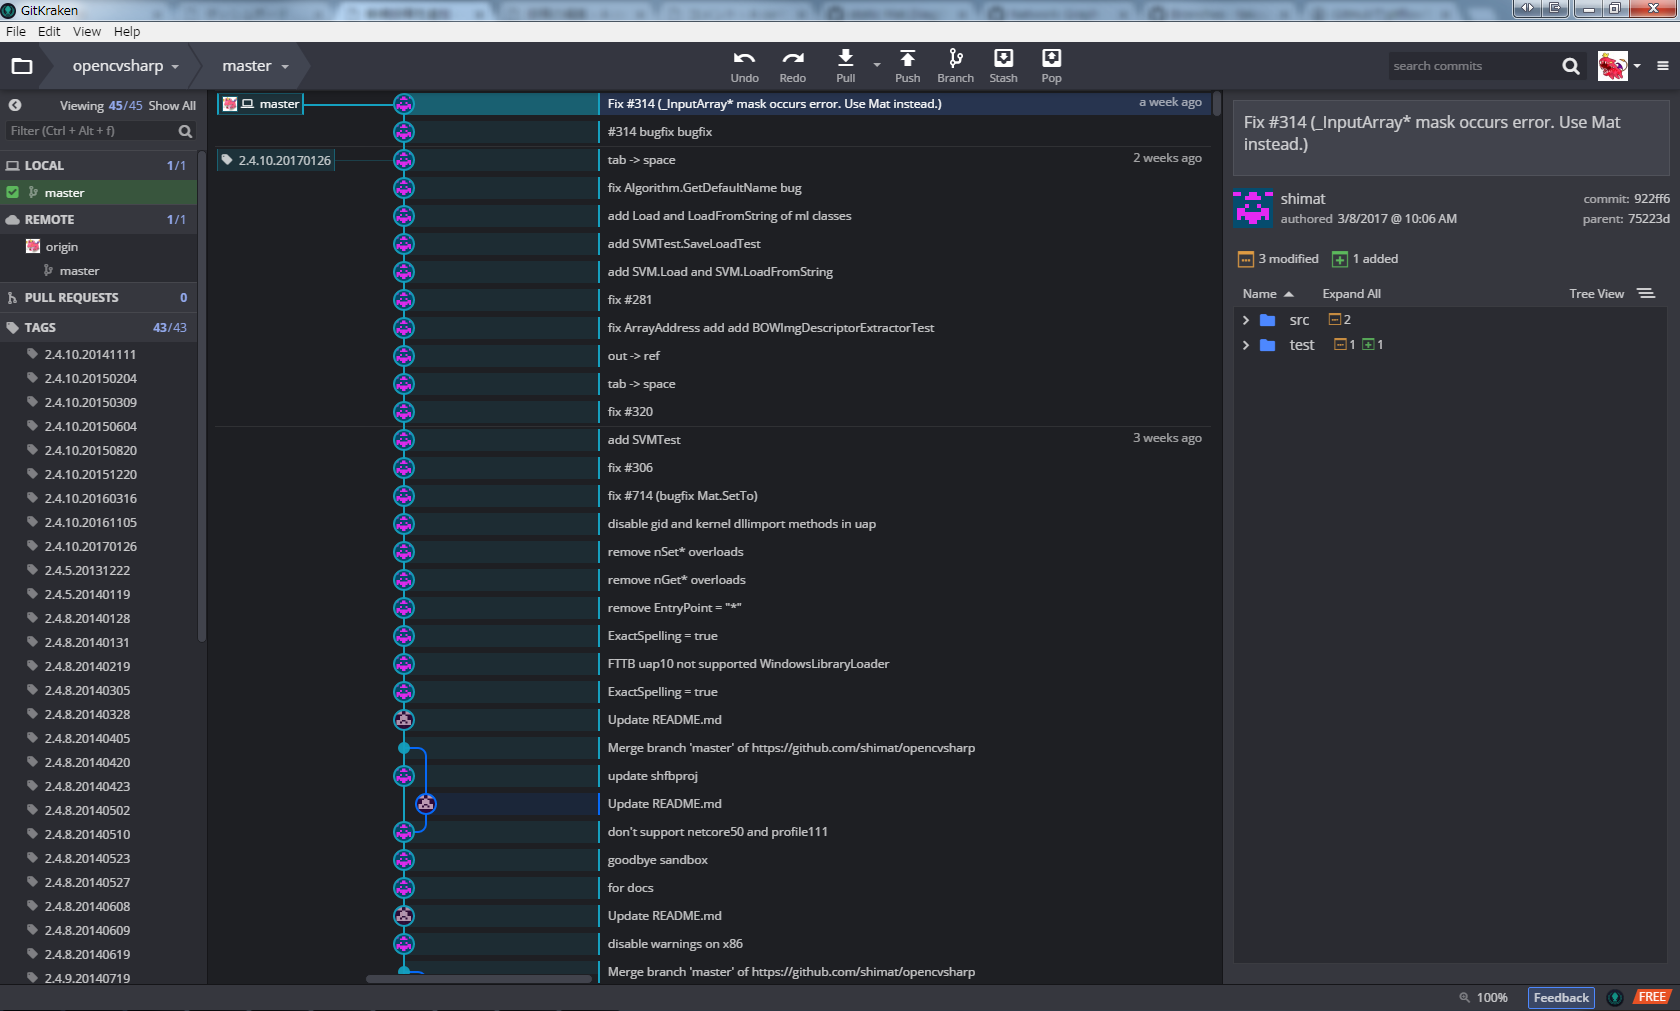 GitKraken
File Edit View Help
opencvsharp
master
Undo
Redo
Pull
Push
Branch
Stash
Pop
search commits
Viewing 45/45 Show All
Filter (Ctrl + Alt + f)
LOCAL 1/1
master
REMOTE 1/1
origin
master
PULL REQUESTS 0
TAGS 43/43
2.4.10.20141111
2.4.10.20150204
2.4.10.20150309
2.4.10.20150604
2.4.10.20150820
2.4.10.20151220
2.4.10.20160316
2.4.10.20161105
2.4.10.20170126
2.4.5.20131222
2.4.5.20140119
2.4.8.20140128
2.4.8.20140131
2.4.8.20140219
2.4.8.20140305
2.4.8.20140328
2.4.8.20140405
2.4.8.20140420
2.4.8.20140423
2.4.8.20140502
2.4.8.20140510
2.4.8.20140523
2.4.8.20140527
2.4.8.20140608
2.4.8.20140609
2.4.8.20140619
2.4.9.20140719
master Fix #314 (_InputArray* mask occurs error. Use Mat instead.) a week ago
#314 bugfix bugfix
2.4.10.20170126 tab -> space 2 weeks ago
fix Algorithm.GetDefaultName bug
add Load and LoadFromString of ml classes
add SVMTest.SaveLoadTest
add SVM.Load and SVM.LoadFromString
fix #281
fix ArrayAddress add add BOWImgDescriptorExtractorTest
out -> ref
tab -> space
fix #320
add SVMTest 3 weeks ago
fix #306
fix #714 (bugfix Mat.SetTo)
disable gid and kernel dllimport methods in uap
remove nSet* overloads
remove nGet* overloads
remove EntryPoint = "*"
ExactSpelling = true
FTTB uap10 not supported WindowsLibraryLoader
ExactSpelling = true
Update README.md
Merge branch 'master' of https://github.com/shimat/opencvsharp
update shfbproj
Update README.md
don't support netcore50 and profile111
goodbye sandbox
for docs
Update README.md
disable warnings on x86
Merge branch 'master' of https://github.com/shimat/opencvsharp
Fix #314 (_InputArray* mask occurs error. Use Mat
instead.)
shimat commit: 922ff6
authored 3/8/2017 @ 10:06 AM parent: 75223d
3 modified 1 added
Name Expand All Tree View
src 2
test 1 1
100% Feedback FREE